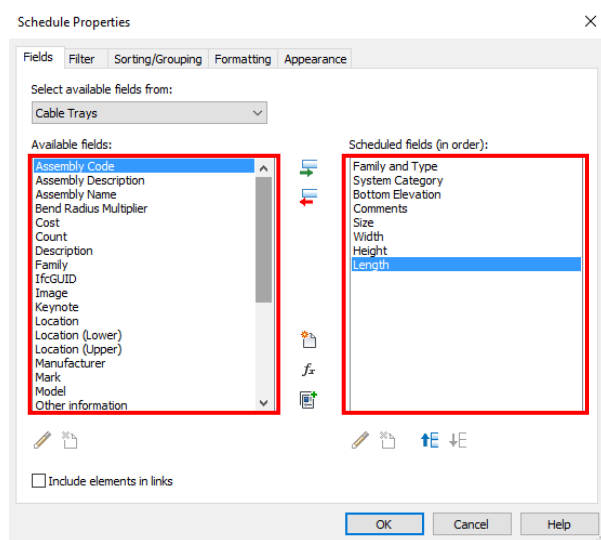 Schedule Properties
Fields Filter Sorting/Grouping Formatting Appearance
Select available fields from:
Cable Trays
Available fields:
Assembly Code
Assembly Description
Assembly Name
Bend Radius Multiplier
Cost
Count
Description
Family
IfcGUID
Image
Keynote
Location
Location (Lower)
Location (Upper)
Manufacturer
Mark
Model
Other information
Scheduled fields (in order):
Family and Type
System Category
Bottom Elevation
Comments
Size
Width
Height
Length
fx
Include elements in links
OK Cancel Help